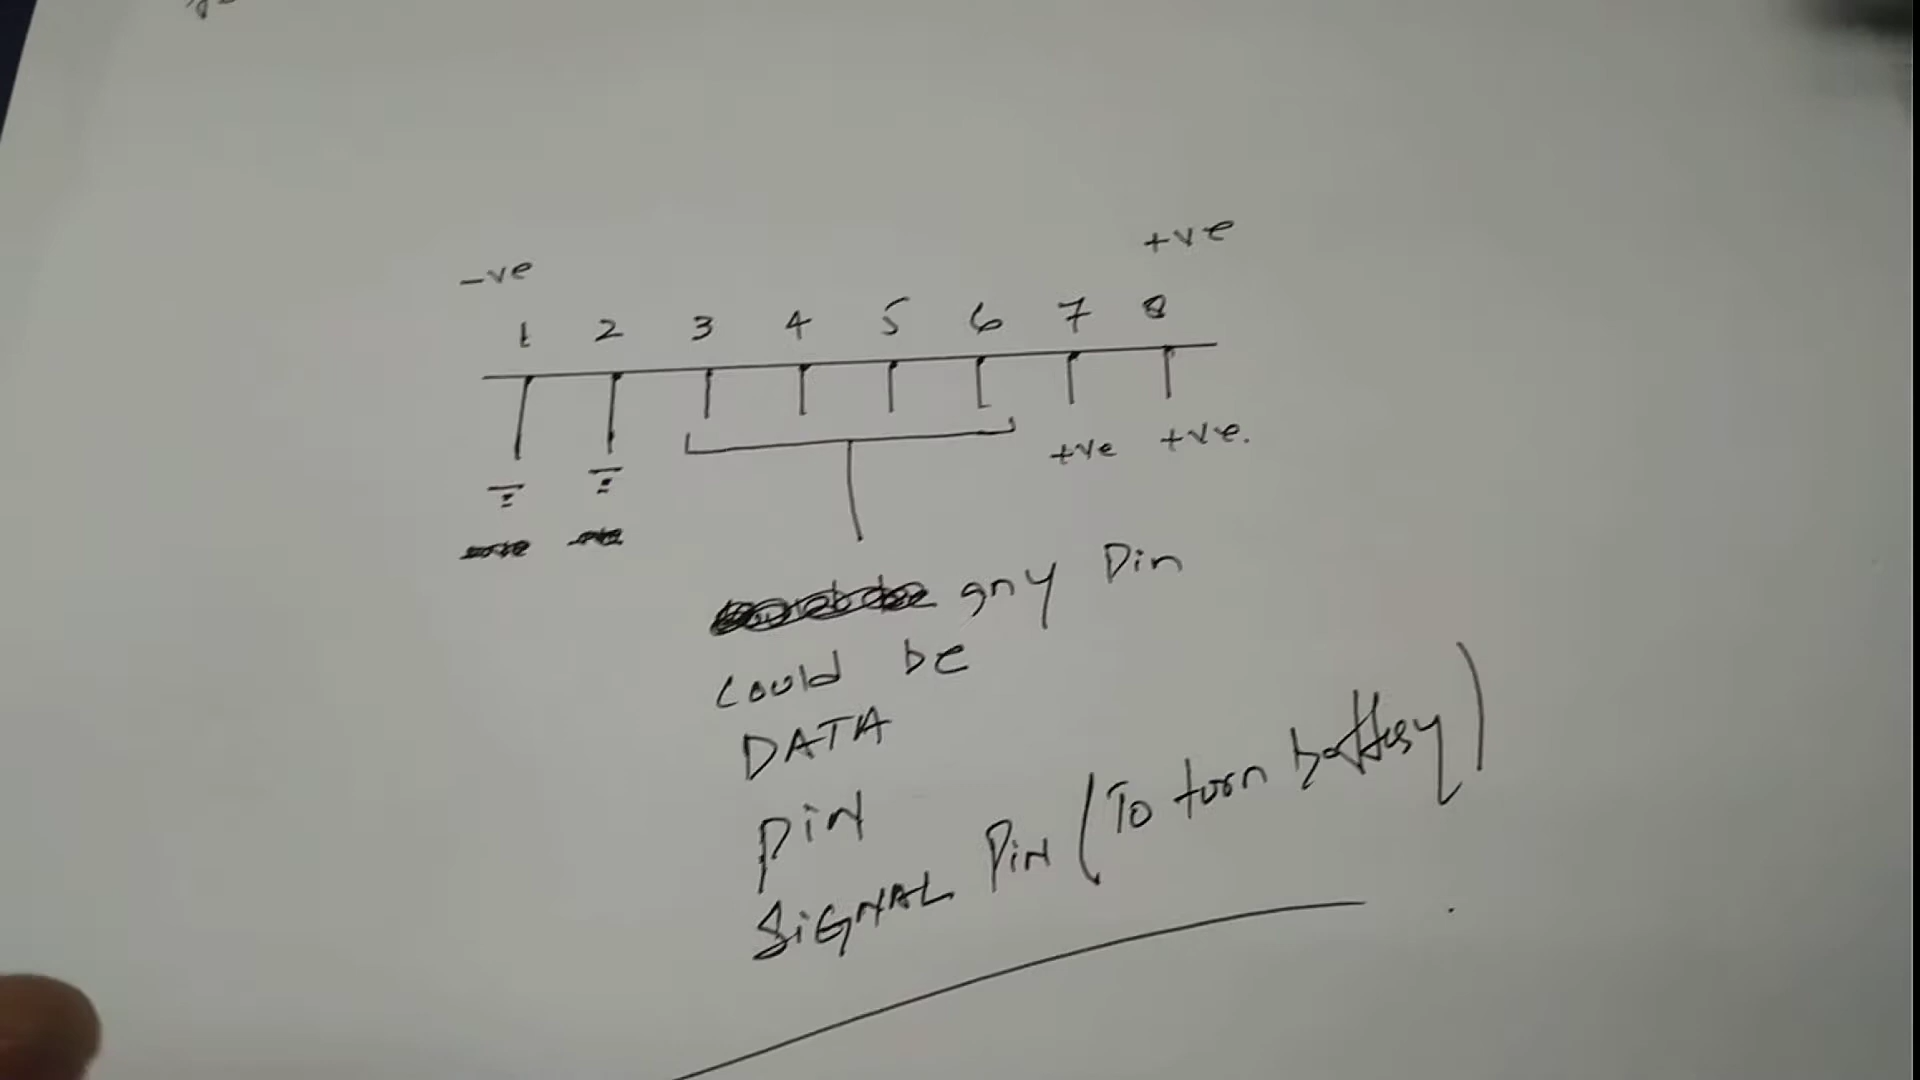 +ve
-ve
1 2 3 4 5 6 7 8
+ve +ve.
any Pin
could be
DATA
PiN
SiGNAL PiN (To turn battery)